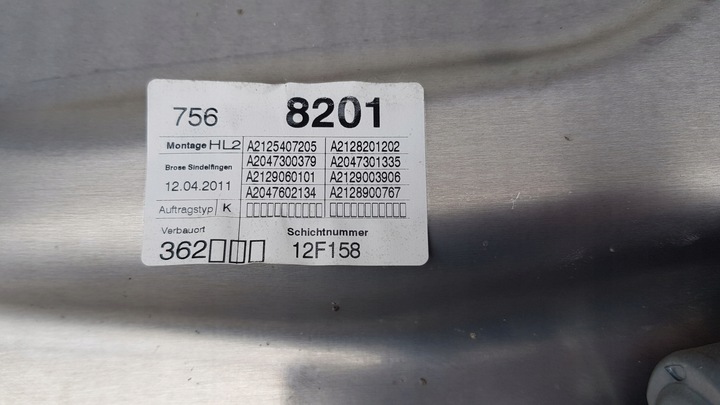 756 8201
Montage HL2 A2125407205 A2128201202
A2047300379 A2047301335
Brose Sindelfingen A2129060101 A2129003906
12.04.2011 A2047602134 A2128900767
Auftragstyp K
Verbauort Schichtnummer
362 12F158